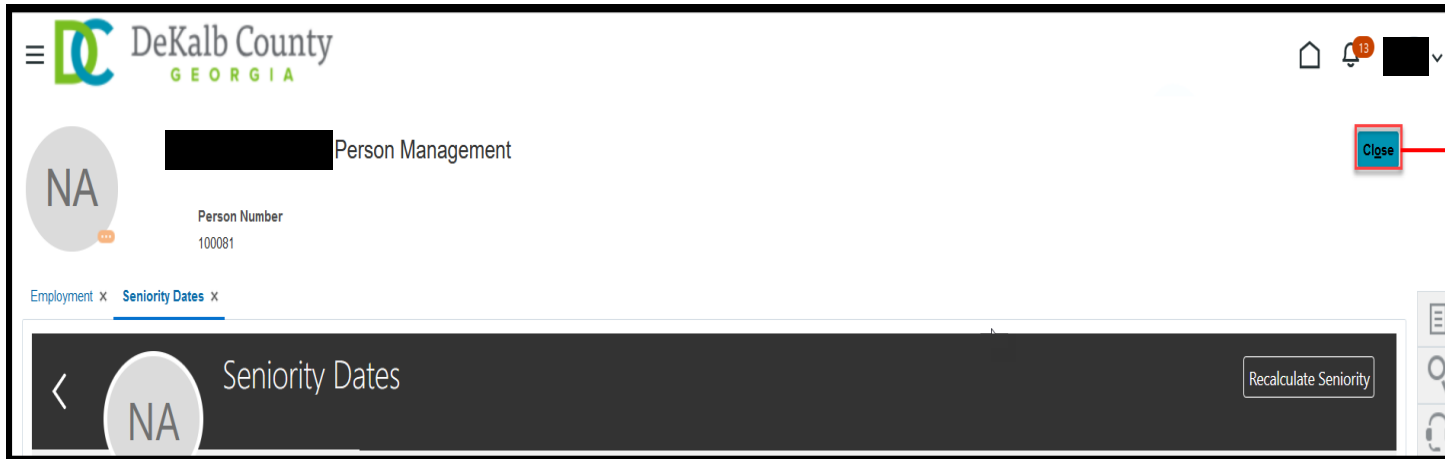 DeKalb County
GEORGIA
13
NA
Person Management
Close
Person Number
100081
Employment x Seniority Dates x
NA
Seniority Dates
Recalculate Seniority